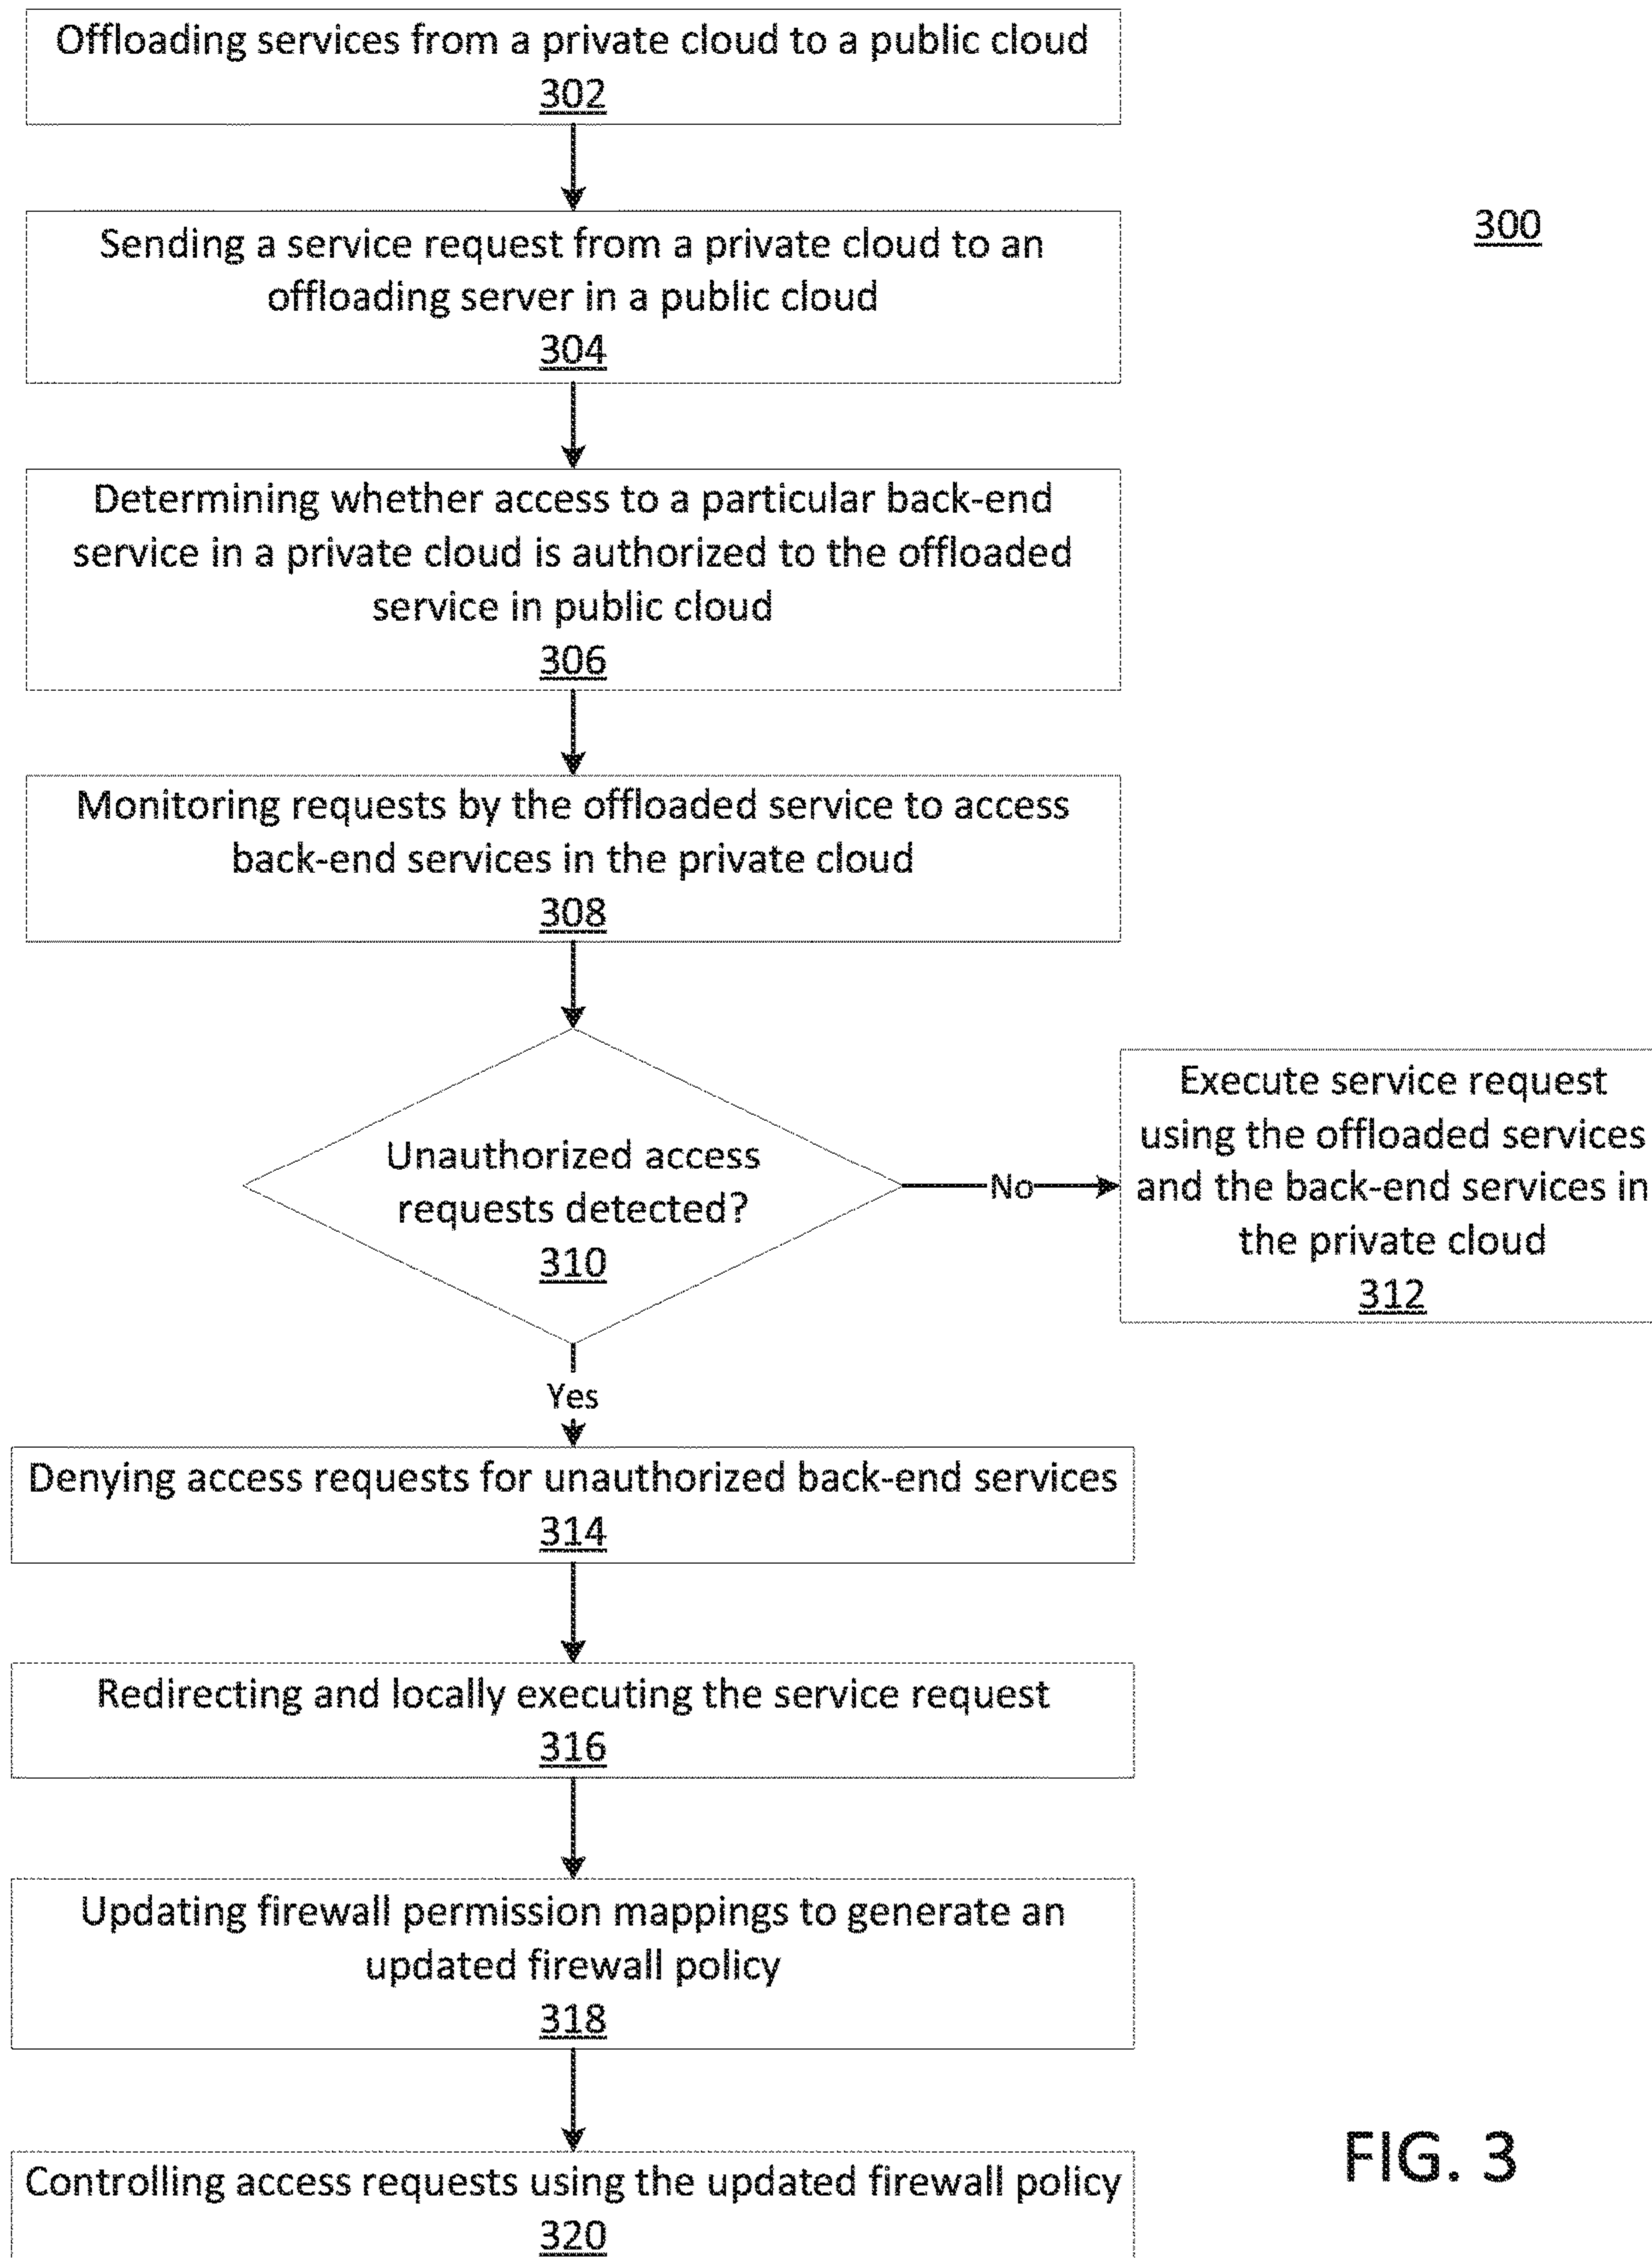 Offloading services from a private cloud to a public cloud
302
300
Sending a service request from a private cloud to an
offloading server in a public cloud
304
Determining whether access to a particular back-end
service in a private cloud is authorized to the offloaded
service in public cloud
306
Monitoring requests by the offloaded service to access
back-end services in the private cloud
308
Unauthorized access
requests detected?
310
No
Execute service request
using the offloaded services
and the back-end services in
the private cloud
312
Yes
Denying access requests for unauthorized back-end services
314
Redirecting and locally executing the service request
316
Updating firewall permission mappings to generate an
updated firewall policy
318
Controlling access requests using the updated firewall policy
320
FIG. 3